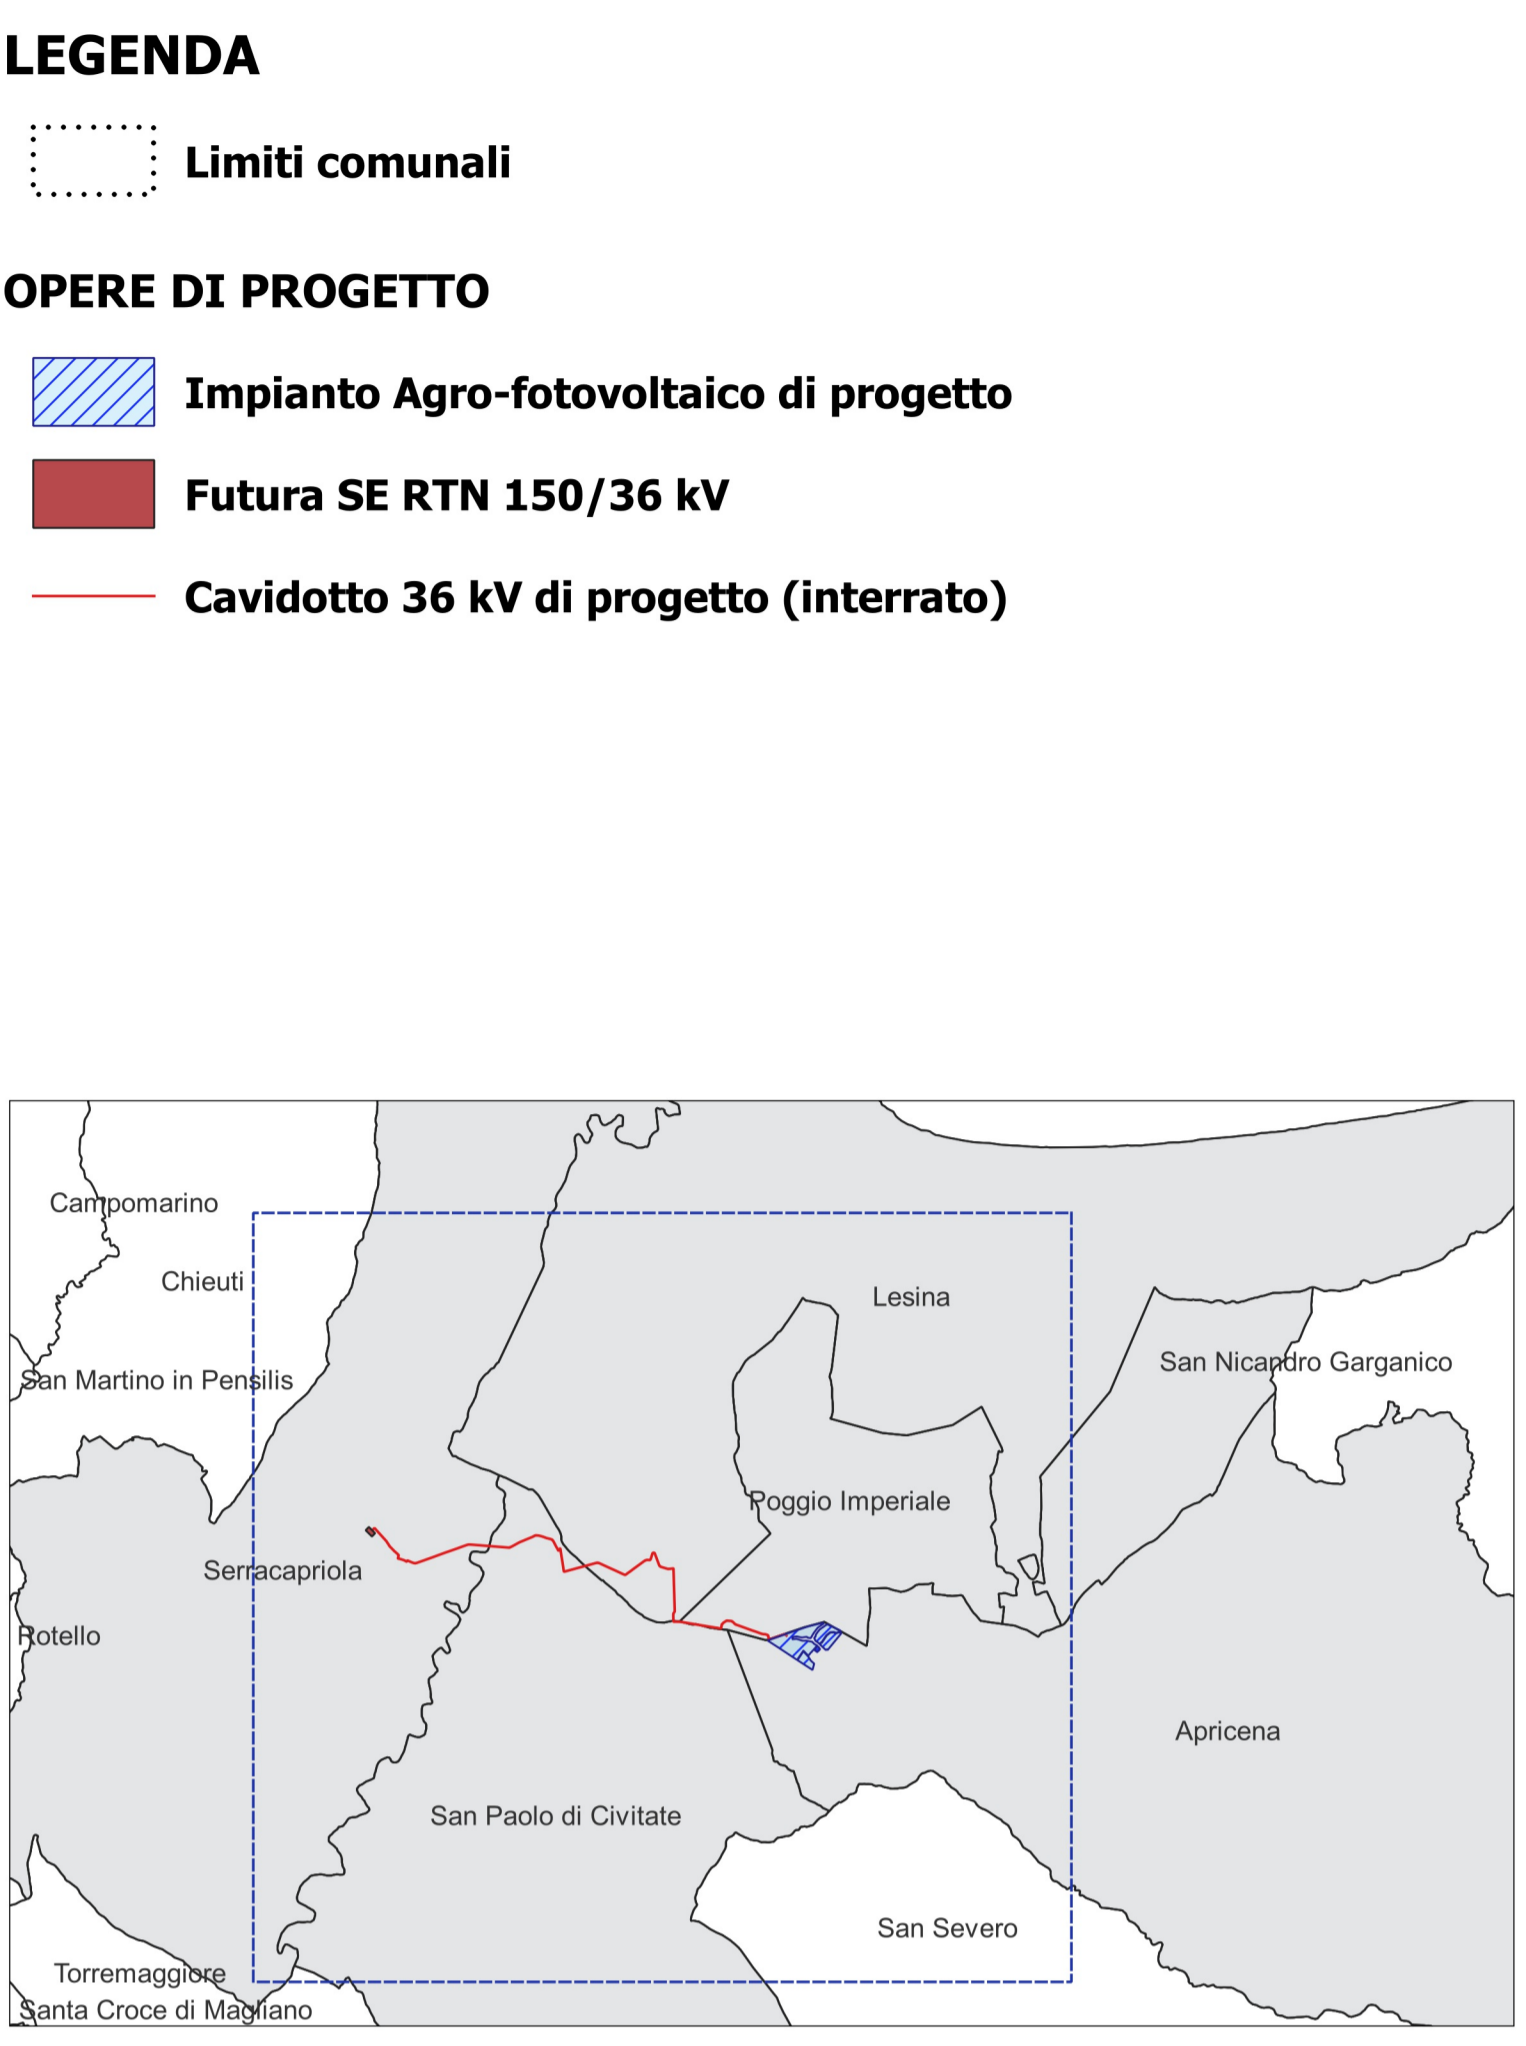 LEGENDA
Limiti comunali
OPERE DI PROGETTO
Impianto Agro-fotovoltaico di progetto
Futura SE RTN 150/36 kV
Cavidotto 36 kV di progetto (interrato)
Campomarino
Chieuti
Lesina
San Nicandro Garganico
San Martino in Pensilis
Poggio Imperiale
Serracapriola
Rotello
Apricena
San Paolo di Civitate
San Severo
Torremaggiore
Santa Croce di Magliano